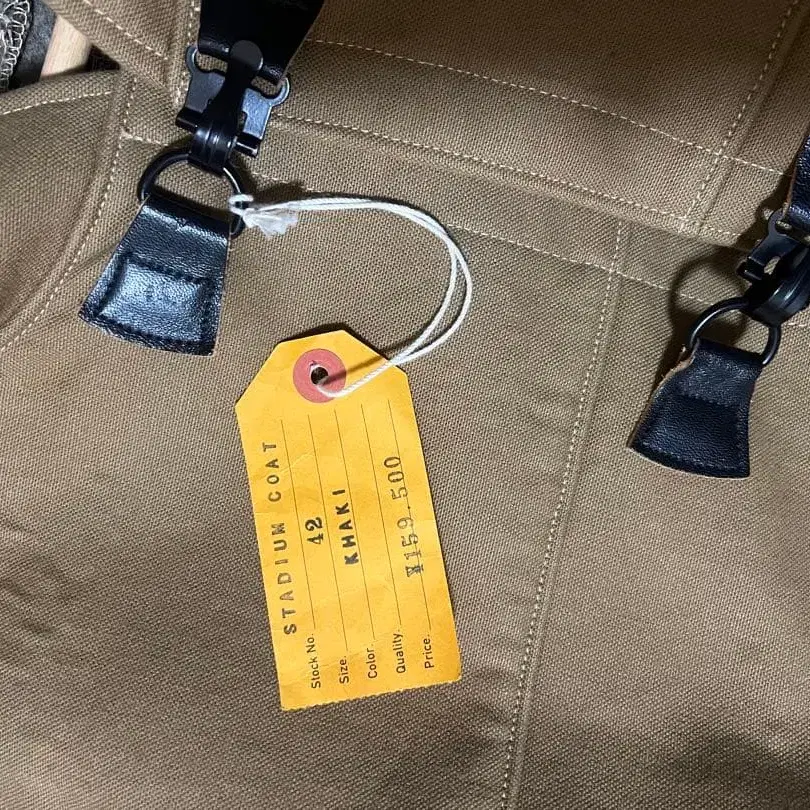 STADIUM COAT
Stock No.
42
Size.
KHAKI
Color.
Quality.
¥159.500
Price.